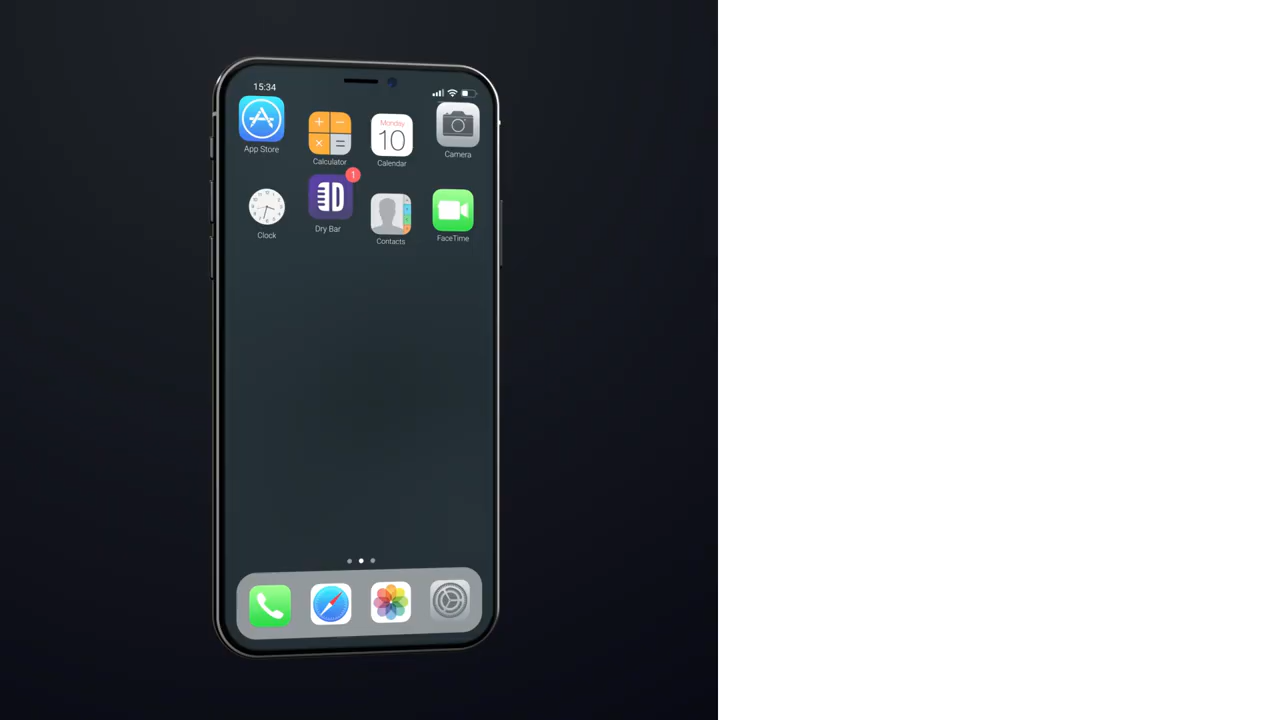 15:34
App Store
Calculator
Monday
10
Calendar
Camera
Clock
1
Dry Bar
Contacts
FaceTime